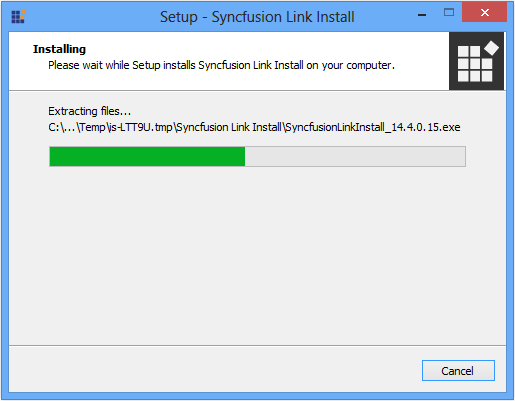 Setup - Syncfusion Link Install
Installing
Please wait while Setup installs Syncfusion Link Install on your computer.
Extracting files...
C:\...\Temp\is-LTT9U.tmp\Syncfusion Link Install\SyncfusionLinkInstall_14.4.0.15.exe
Cancel